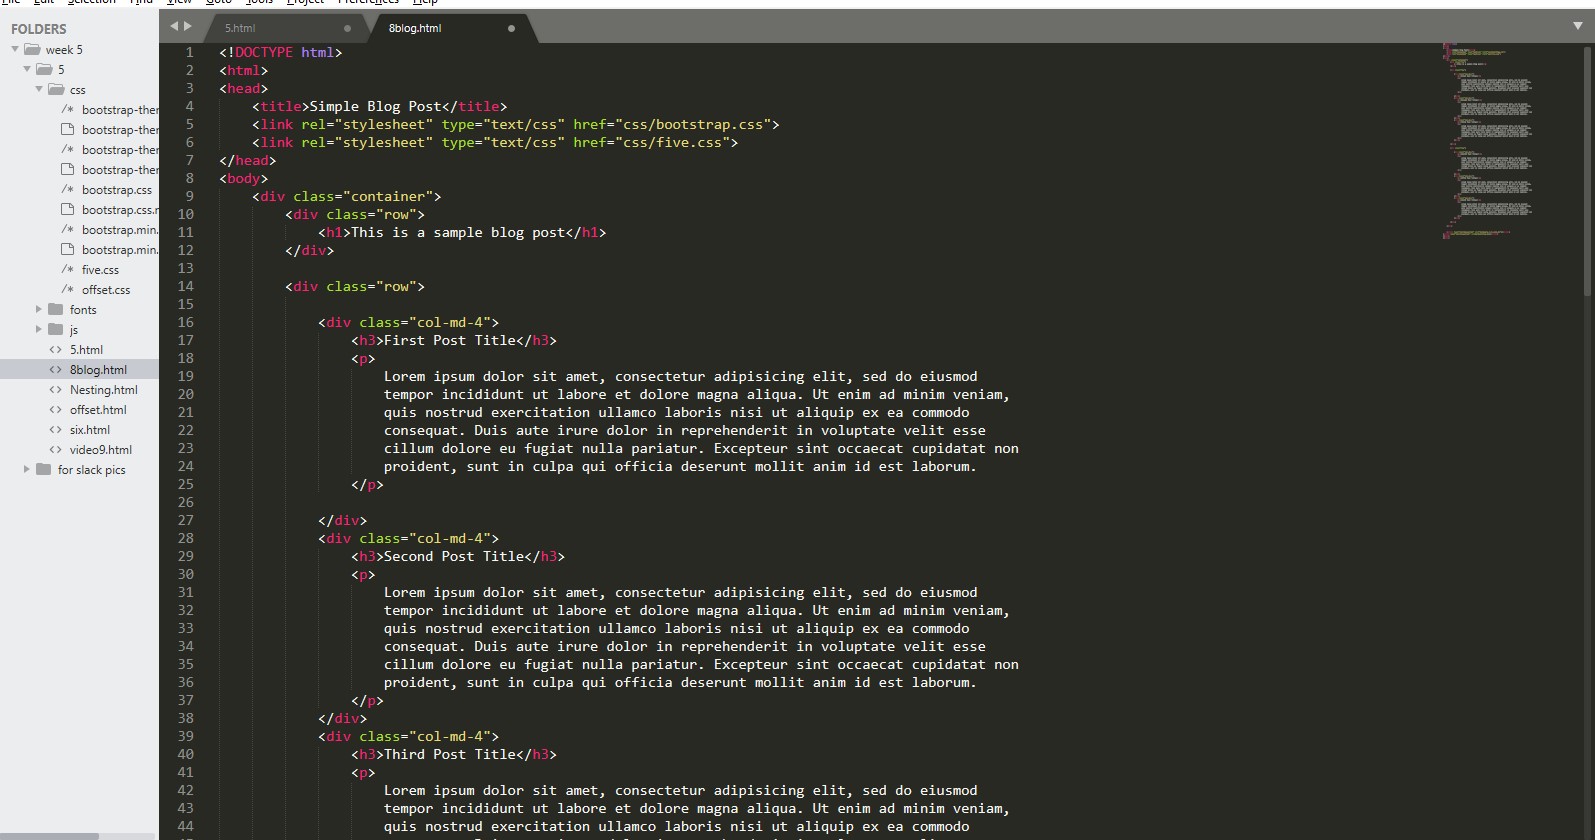 File Edit Selection Find View Goto Tools Project Preferences Help
FOLDERS
week 5
5
css
bootstrap-ther
bootstrap-ther
bootstrap-ther
bootstrap-ther
bootstrap.css
bootstrap.css.r
bootstrap.min.
bootstrap.min.
five.css
offset.css
fonts
js
5.html
8blog.html
Nesting.html
offset.html
six.html
video9.html
for slack pics
5.html
8blog.html
1 <!DOCTYPE html>
2 <html>
3 <head>
4 <title>Simple Blog Post</title>
5 <link rel="stylesheet" type="text/css" href="css/bootstrap.css">
6 <link rel="stylesheet" type="text/css" href="css/five.css">
7 </head>
8 <body>
9 <div class="container">
10 <div class="row">
11 <h1>This is a sample blog post</h1>
12 </div>
13
14 <div class="row">
15
16 <div class="col-md-4">
17 <h3>First Post Title</h3>
18 <p>
19 Lorem ipsum dolor sit amet, consectetur adipisicing elit, sed do eiusmod
20 tempor incididunt ut labore et dolore magna aliqua. Ut enim ad minim veniam,
21 quis nostrud exercitation ullamco laboris nisi ut aliquip ex ea commodo
22 consequat. Duis aute irure dolor in reprehenderit in voluptate velit esse
23 cillum dolore eu fugiat nulla pariatur. Excepteur sint occaecat cupidatat non
24 proident, sunt in culpa qui officia deserunt mollit anim id est laborum.
25 </p>
26
27 </div>
28 <div class="col-md-4">
29 <h3>Second Post Title</h3>
30 <p>
31 Lorem ipsum dolor sit amet, consectetur adipisicing elit, sed do eiusmod
32 tempor incididunt ut labore et dolore magna aliqua. Ut enim ad minim veniam,
33 quis nostrud exercitation ullamco laboris nisi ut aliquip ex ea commodo
34 consequat. Duis aute irure dolor in reprehenderit in voluptate velit esse
35 cillum dolore eu fugiat nulla pariatur. Excepteur sint occaecat cupidatat non
36 proident, sunt in culpa qui officia deserunt mollit anim id est laborum.
37 </p>
38 </div>
39 <div class="col-md-4">
40 <h3>Third Post Title</h3>
41 <p>
42 Lorem ipsum dolor sit amet, consectetur adipisicing elit, sed do eiusmod
43 tempor incididunt ut labore et dolore magna aliqua. Ut enim ad minim veniam,
44 quis nostrud exercitation ullamco laboris nisi ut aliquip ex ea commodo